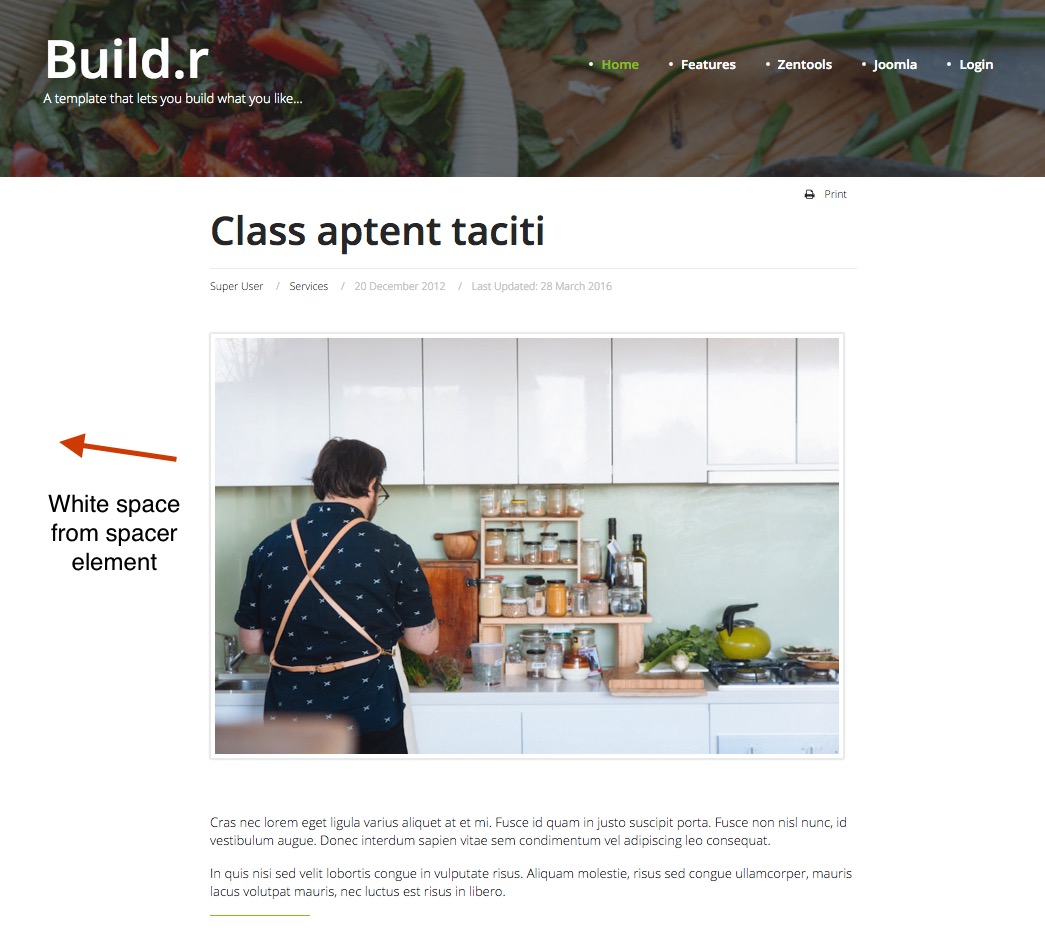 Build.r
A template that lets you build what you like...
• Home • Features • Zentools • Joomla • Login
Print
Class aptent taciti
Super User / Services / 20 December 2012 / Last Updated: 28 March 2016
White space
from spacer
element
Cras nec lorem eget ligula varius aliquet at et mi. Fusce id quam in justo suscipit porta. Fusce non nisl nunc, id
vestibulum augue. Donec interdum sapien vitae sem condimentum vel adipiscing leo consequat.
In quis nisi sed velit lobortis congue in vulputate risus. Aliquam molestie, risus sed congue ullamcorper, mauris
lacus volutpat mauris, nec luctus est risus in libero.